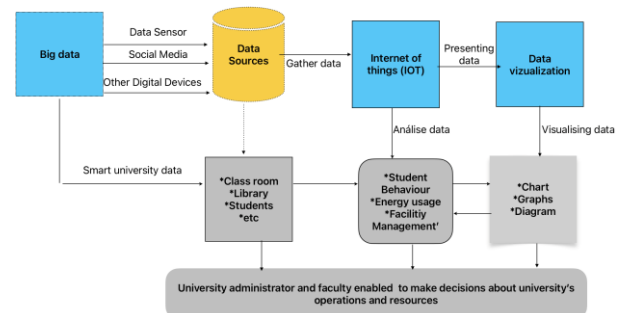 Big data
Data Sensor
Social Media
Other Digital Devices
Data
Sources
Gather data
Internet of
things (IOT)
Presenting
data
Data
vizualization
Smart university data
Análise data
Visualising data
*Class room
*Library
*Students
*etc
*Student
Behaviour
*Energy usage
*Facilitiy
Management'
*Chart
*Graphs
*Diagram
University administrator and faculty enabled to make decisions about university's
operations and resources